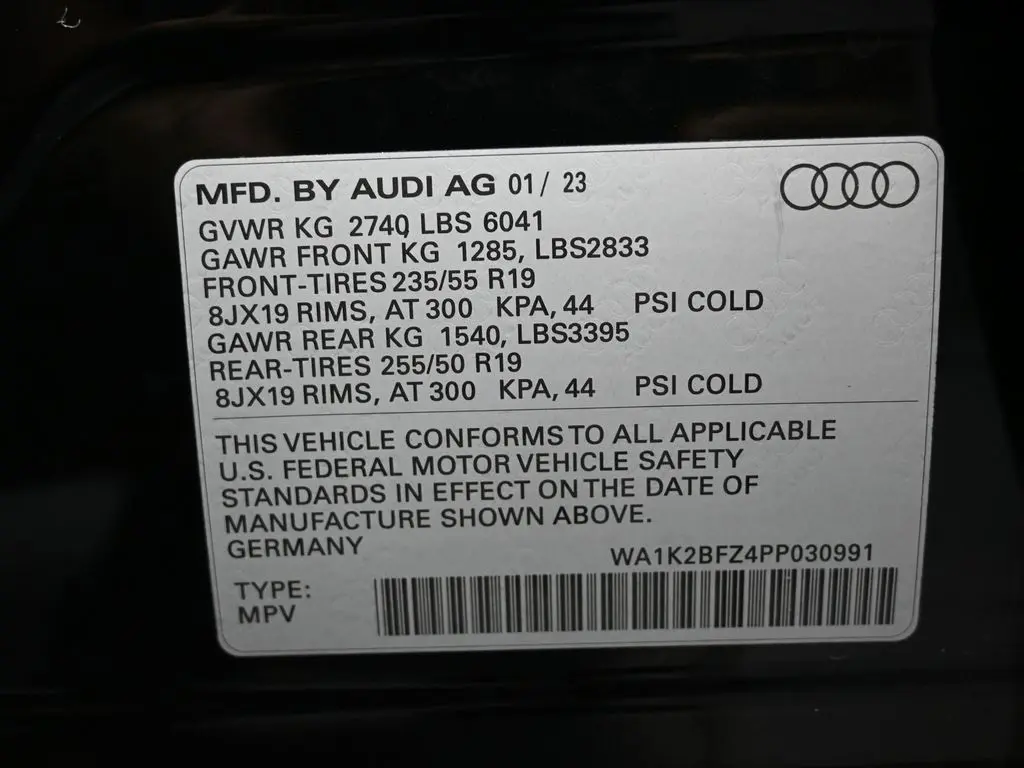 MFD. BY AUDI AG 01/ 23
GVWR KG 2740 LBS 6041
GAWR FRONT KG 1285, LBS2833
FRONT-TIRES 235/55 R19
8JX19 RIMS, AT 300 KPA, 44 PSI COLD
GAWR REAR KG 1540, LBS3395
REAR-TIRES 255/50 R19
8JX19 RIMS, AT 300 KPA, 44 PSI COLD
THIS VEHICLE CONFORMS TO ALL APPLICABLE
U.S. FEDERAL MOTOR VEHICLE SAFETY
STANDARDS IN EFFECT ON THE DATE OF
MANUFACTURE SHOWN ABOVE.
GERMANY
WA1K2BFZ4PP030991
TYPE:
MPV